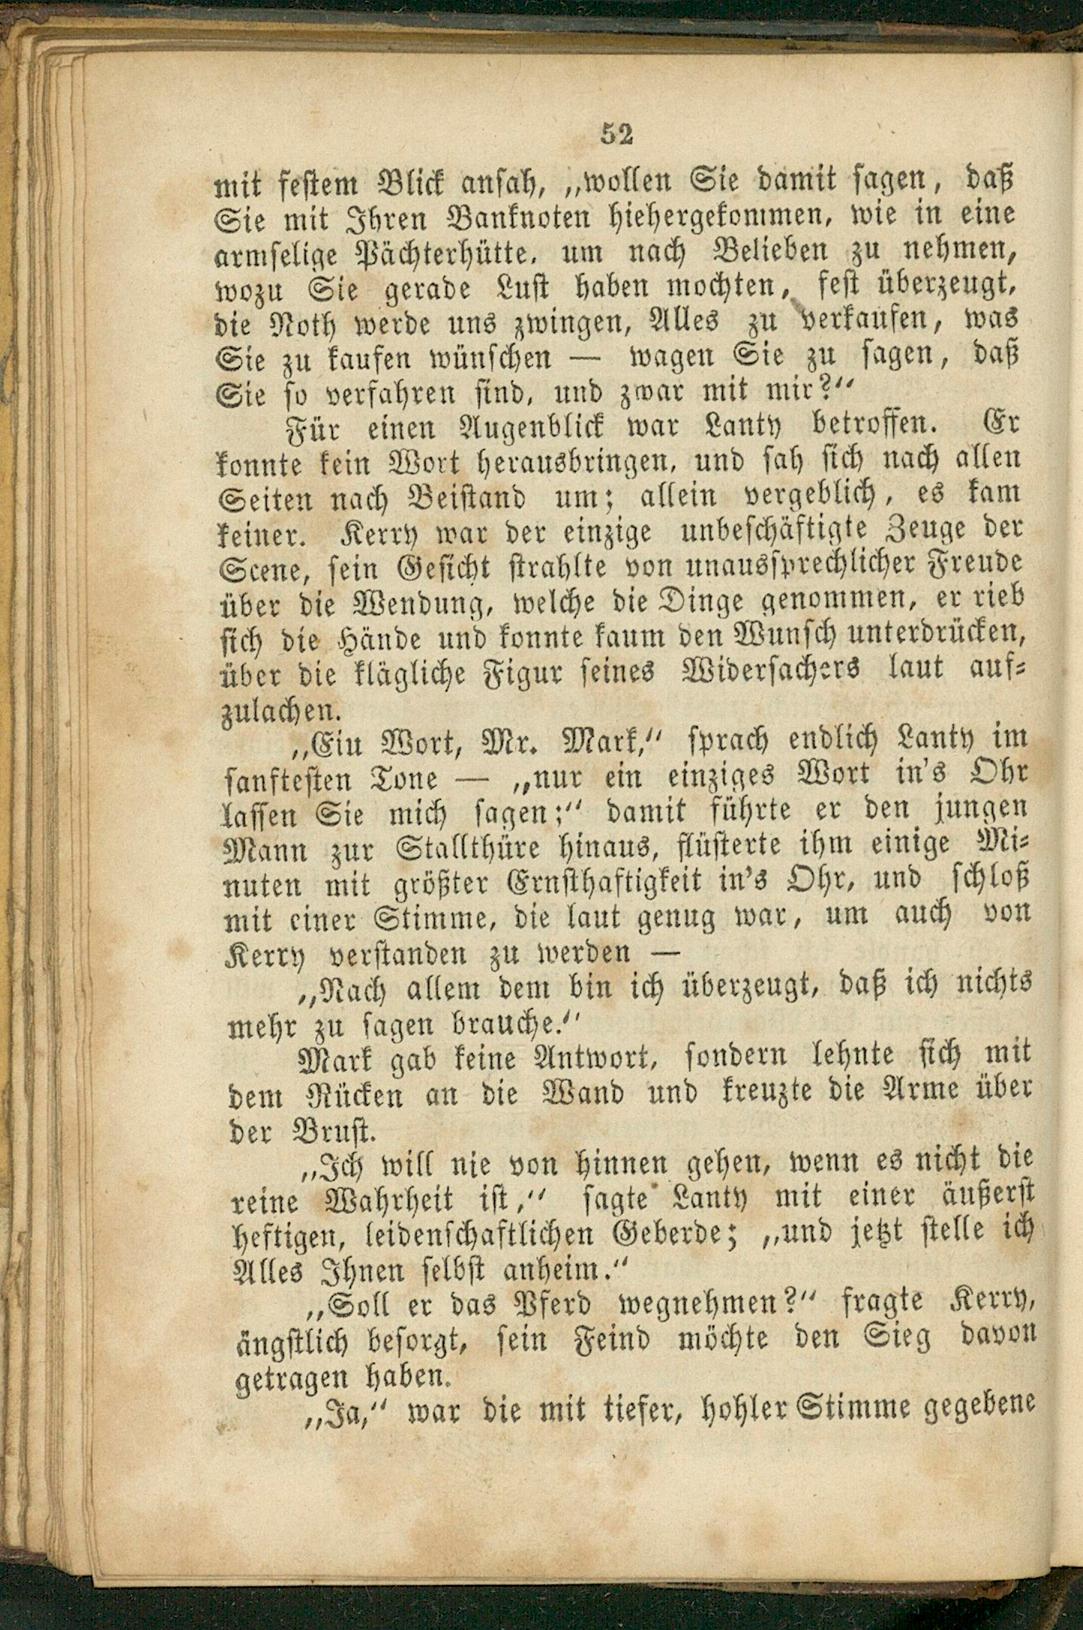 52
mit festem Blick ansah, „wollen Sie damit sagen, daß
Sie mit Ihren Banknoten hiehergekommen, wie in eine
armselige Pächterhütte, um nach Belieben zu nehmen,
wozu Sie gerade Lust haben mochten, fest überzeugt,
die Noth werde uns zwingen, Alles zu verkaufen, was
Sie zu kaufen wünschen — wagen Sie zu sagen, daß
Sie so verfahren sind, und zwar mit mir?“
Für einen Augenblick war Lanty betroffen. Er
konnte kein Wort herausbringen, und sah sich nach allen
Seiten nach Beistand um; allein vergeblich, es kam
keiner. Kerry war der einzige unbeschäftigte Zeuge der
Scene, sein Gesicht strahlte von unaussprechlicher Freude
über die Wendung, welche die Dinge genommen, er rieb
sich die Hände und konnte kaum den Wunsch unterdrücken,
über die klägliche Figur seines Widersachers laut auf-
zulachen.
„Ein Wort, Mr. Mark,“ sprach endlich Lanty im
sanftesten Tone — „nur ein einziges Wort in's Ohr
lassen Sie mich sagen;“ damit führte er den jungen
Mann zur Stallthüre hinaus, flüsterte ihm einige Mi-
nuten mit größter Ernsthaftigkeit in's Ohr, und schloß
mit einer Stimme, die laut genug war, um auch von
Kerry verstanden zu werden —
„Nach allem dem bin ich überzeugt, daß ich nichts
mehr zu sagen brauche.“
Mark gab keine Antwort, sondern lehnte sich mit
dem Rücken an die Wand und kreuzte die Arme über
der Brust.
„Ich will nie von hinnen gehen, wenn es nicht die
reine Wahrheit ist,“ sagte Lanty mit einer äußerst
heftigen, leidenschaftlichen Geberde; „und jetzt stelle ich
Alles Ihnen selbst anheim.“
„Soll er das Pferd wegnehmen?“ fragte Kerry,
ängstlich besorgt, sein Feind möchte den Sieg davon
getragen haben.
„Ja,“ war die mit tiefer, hohler Stimme gegebene